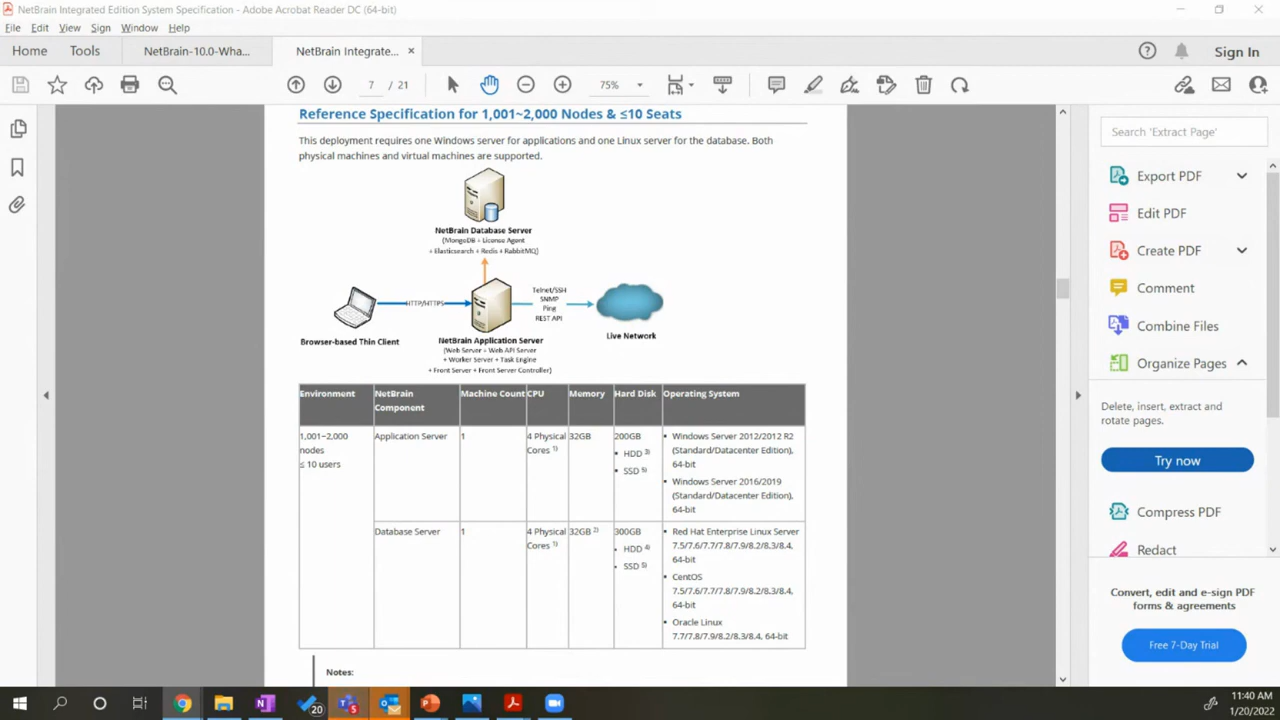 NetBrain Integrated Edition System Specification - Adobe Acrobat Reader DC (64-bit)
File Edit View Sign Window Help
Home Tools NetBrain-10.0-Wha... NetBrain Integrate... × Sign In
7 / 21 75%
Reference Specification for 1,001~2,000 Nodes & ≤10 Seats
This deployment requires one Windows server for applications and one Linux server for the database. Both
physical machines and virtual machines are supported.
NetBrain Database Server
(MongoDB + License Agent
+ Elasticsearch + Redis + RabbitMQ)
HTTP/HTTPS
Telnet/SSH
SNMP
Ping
REST API
Browser-based Thin Client
NetBrain Application Server
(Web Server + Web API Server
+ Worker Server + Task Engine
+ Front Server + Front Server Controller)
Live Network
Environment NetBrain Component Machine Count CPU Memory Hard Disk Operating System
1,001~2,000
nodes
≤ 10 users
Application Server 1 4 Physical Cores 1) 32GB 200GB
• HDD 3)
• SSD 5)
• Windows Server 2012/2012 R2
(Standard/Datacenter Edition),
64-bit
• Windows Server 2016/2019
(Standard/Datacenter Edition),
64-bit
Database Server 1 4 Physical Cores 1) 32GB 2) 300GB
• HDD 4)
• SSD 5)
• Red Hat Enterprise Linux Server
7.5/7.6/7.7/7.8/7.9/8.2/8.3/8.4,
64-bit
• CentOS
7.5/7.6/7.7/7.8/7.9/8.2/8.3/8.4,
64-bit
• Oracle Linux
7.7/7.8/7.9/8.2/8.3/8.4, 64-bit
Notes:
Search 'Extract Page'
Export PDF
Edit PDF
Create PDF
Comment
Combine Files
Organize Pages
Delete, insert, extract and
rotate pages.
Try now
Compress PDF
Redact
Convert, edit and e-sign PDF
forms & agreements
Free 7-Day Trial
20
11:40 AM
1/20/2022